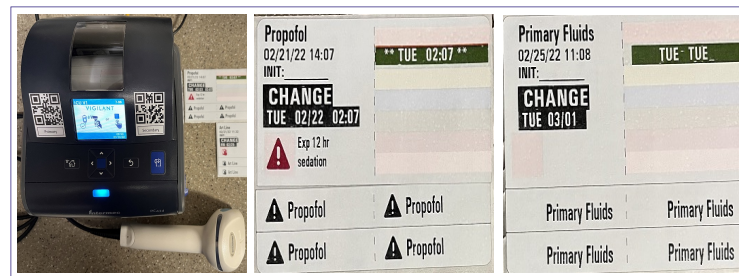 VIGILANT
Primary
Secondary
Propofol
02/21/22 14:07
INIT:
CHANGE
TUE 02/22 02:07
Exp 12 hr
sedation
** TUE 02:07 **
Propofol
Propofol
Propofol
Propofol
Primary Fluids
02/25/22 11:08
INIT:
CHANGE
TUE 03/01
TUE - TUE
Primary Fluids
Primary Fluids
Primary Fluids
Primary Fluids